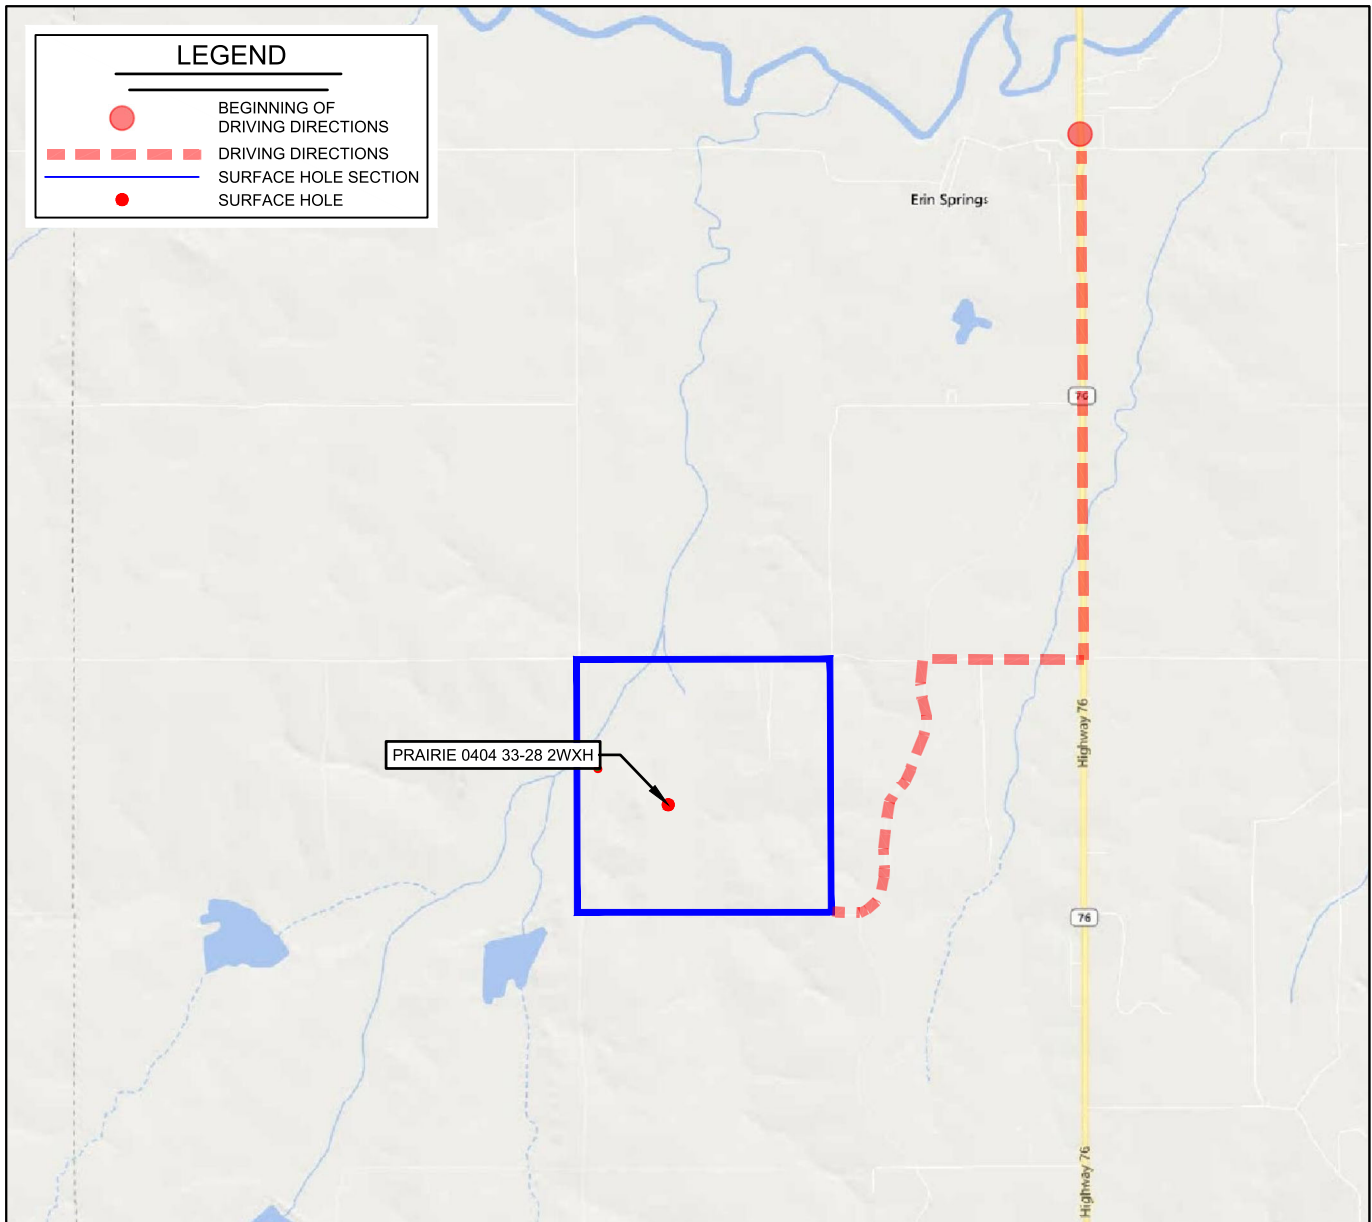 LEGEND
BEGINNING OF
DRIVING DIRECTIONS
DRIVING DIRECTIONS
SURFACE HOLE SECTION
SURFACE HOLE
Erin Springs
76
Highway 76
PRAIRIE 0404 33-28 2WXH
76
Highway 76